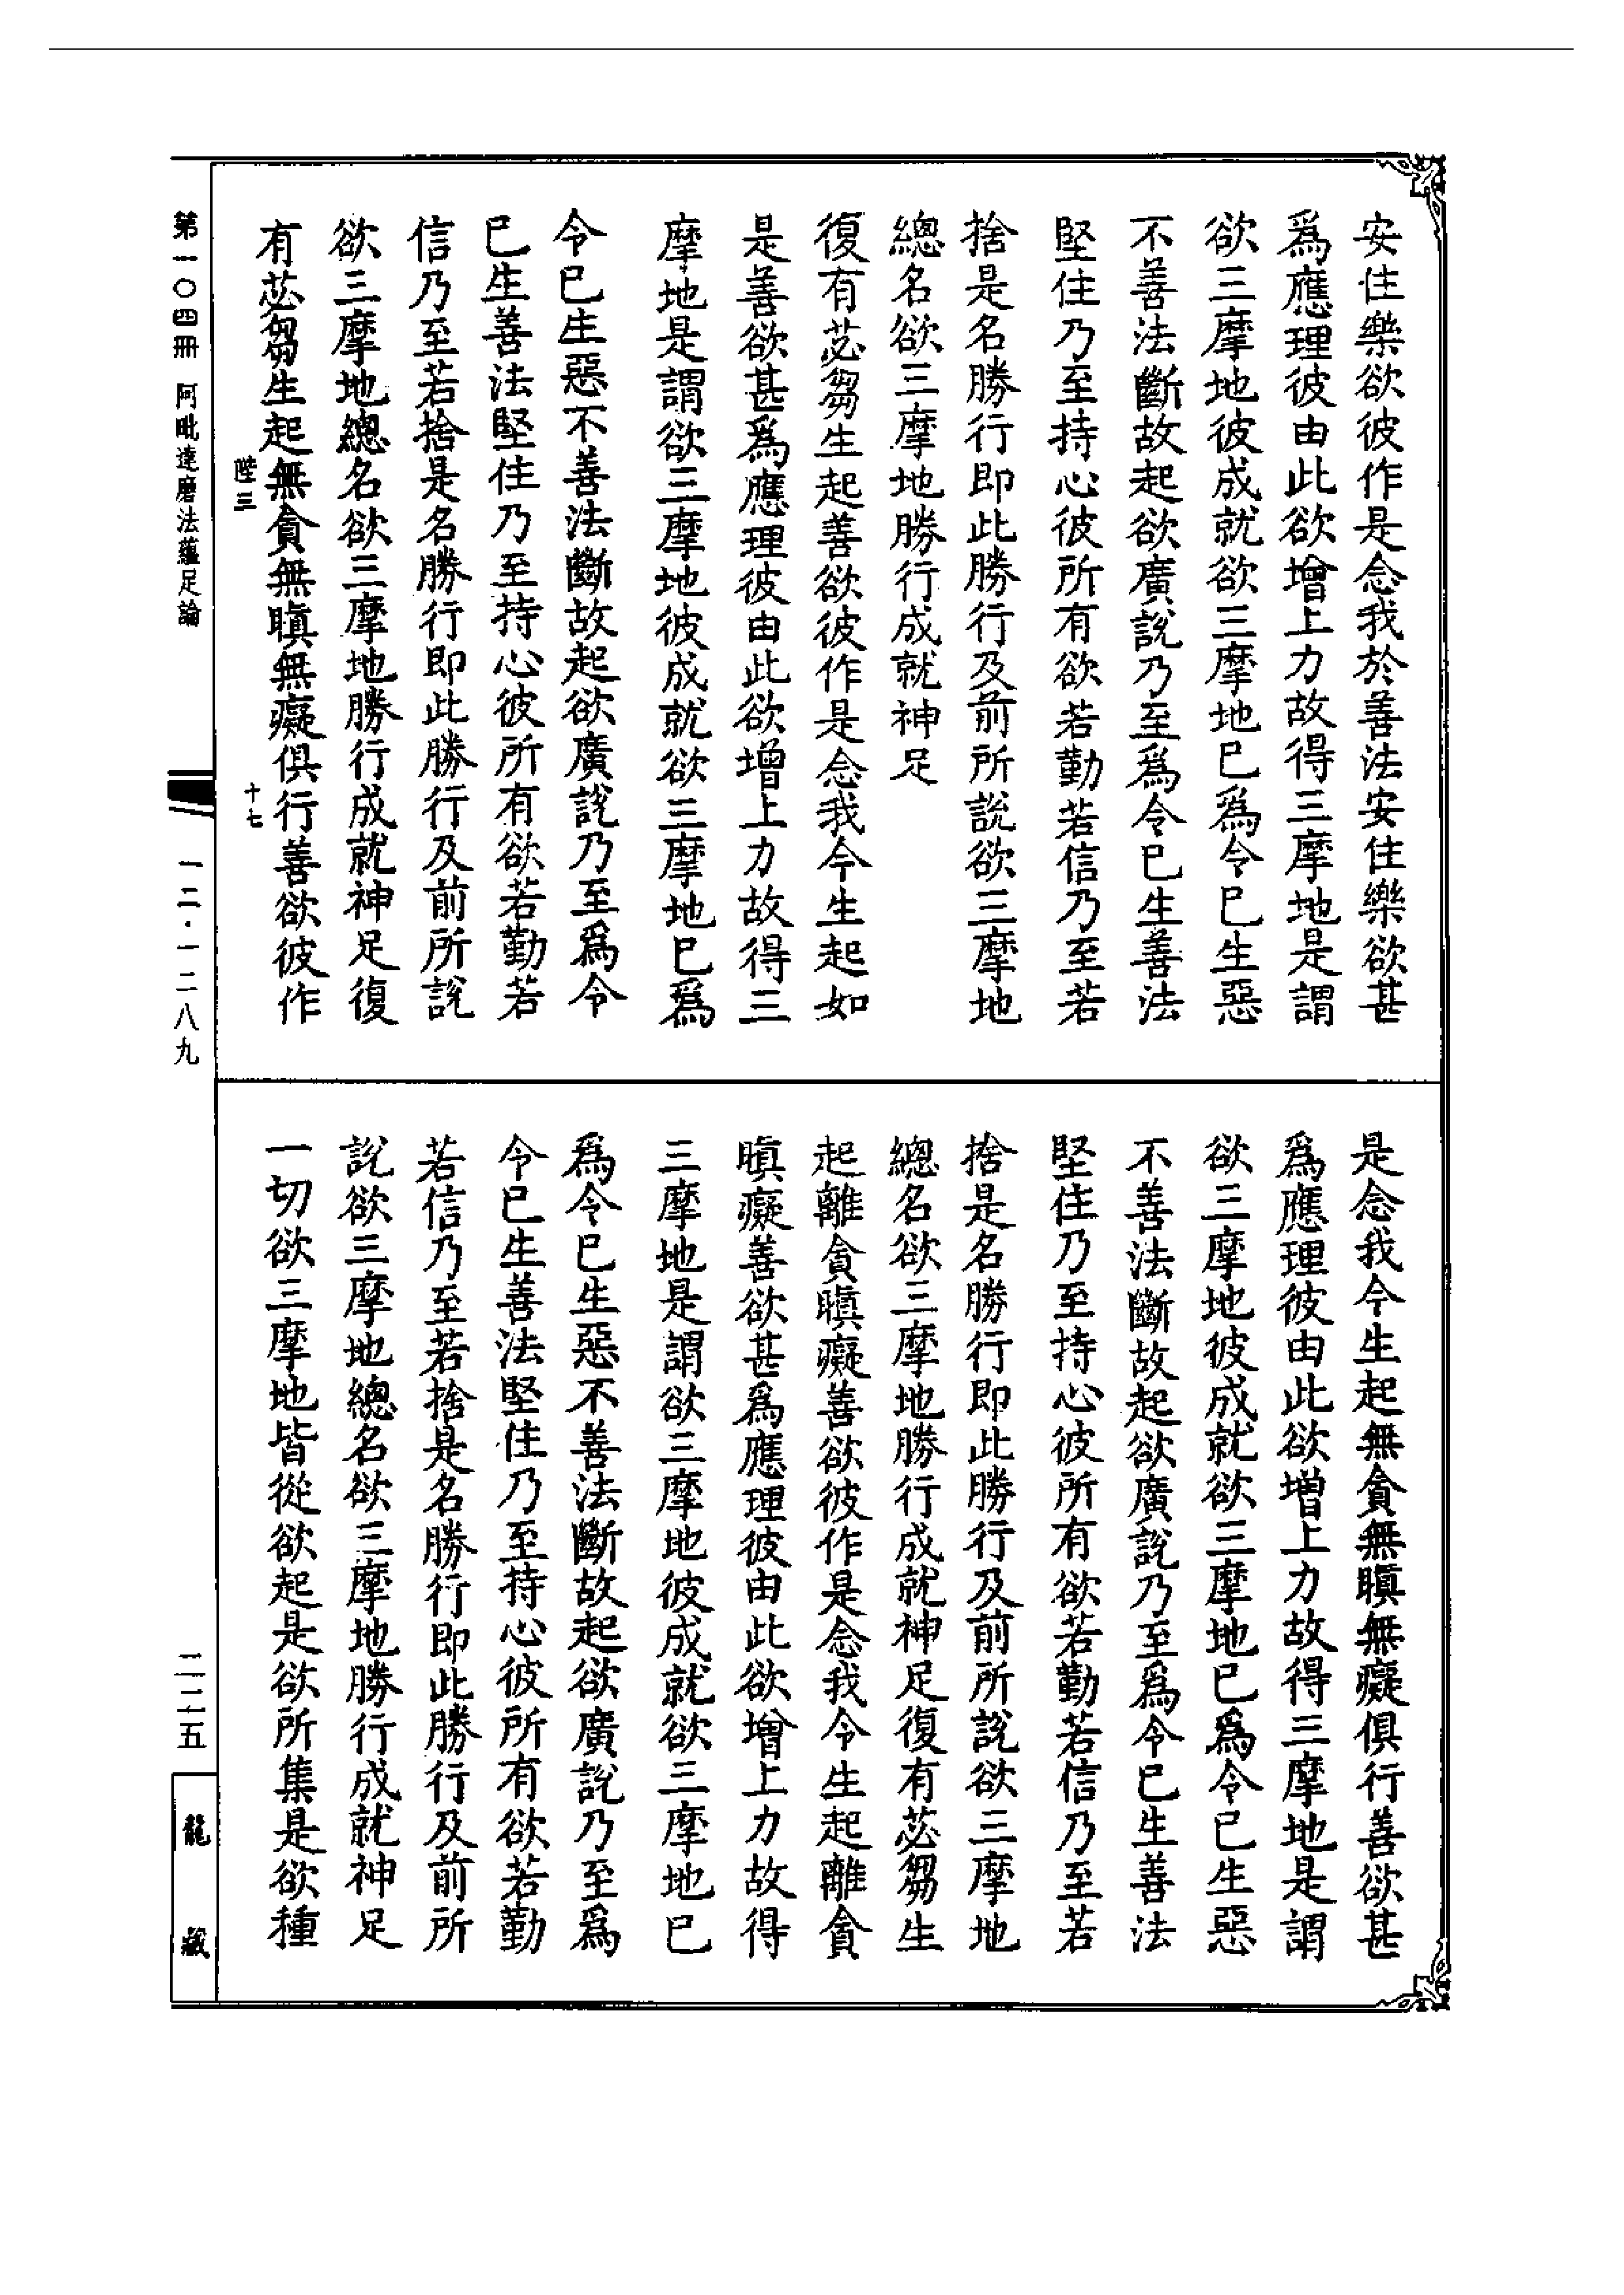 安住樂欲彼作是念我於善法安住樂欲甚
爲應理彼由此欲增上力故得三摩地是謂
欲三摩地彼成就欲三摩地已爲令已生惡
不善法斷故起欲廣說乃至爲令已生善法
堅住乃至持心彼所有欲若勤若信乃至若
捨是名勝行即此勝行及前所說欲三摩地
總名欲三摩地勝行成就神足
復有苾芻生起善欲彼作是念我今生起如
是善欲甚爲應理彼由此欲增上力故得三
摩地是謂欲三摩地彼成就欲三摩地已爲
令已生惡不善法斷故起欲廣說乃至爲令
已生善法堅住乃至持心彼所有欲若勤若
信乃至若捨是名勝行即此勝行及前所說
欲三摩地總名欲三摩地勝行成就神足復
有苾芻生起無貪無瞋無癡俱行善欲彼作
陛三
十七
是念我今生起無貪無瞋無癡俱行善欲甚
爲應理彼由此欲增上力故得三摩地是謂
欲三摩地彼成就欲三摩地已爲令已生惡
不善法斷故起欲廣說乃至爲令已生善法
堅住乃至持心彼所有欲若勤若信乃至若
捨是名勝行即此勝行及前所說欲三摩地
總名欲三摩地勝行成就神足復有苾芻生
起離貪瞋癡善欲彼作是念我今生起離貪
瞋癡善欲甚爲應理彼由此欲增上力故得
三摩地是謂欲三摩地彼成就欲三摩地已
爲令已生惡不善法斷故起欲廣說乃至爲
令已生善法堅住乃至持心彼所有欲若勤
若信乃至若捨是名勝行即此勝行及前所
說欲三摩地總名欲三摩地勝行成就神足
一切欲三摩地皆從欲起是欲所集是欲種
第一〇四冊 阿毗達磨法蘊足論
一二·一二八九
二二五
龍藏